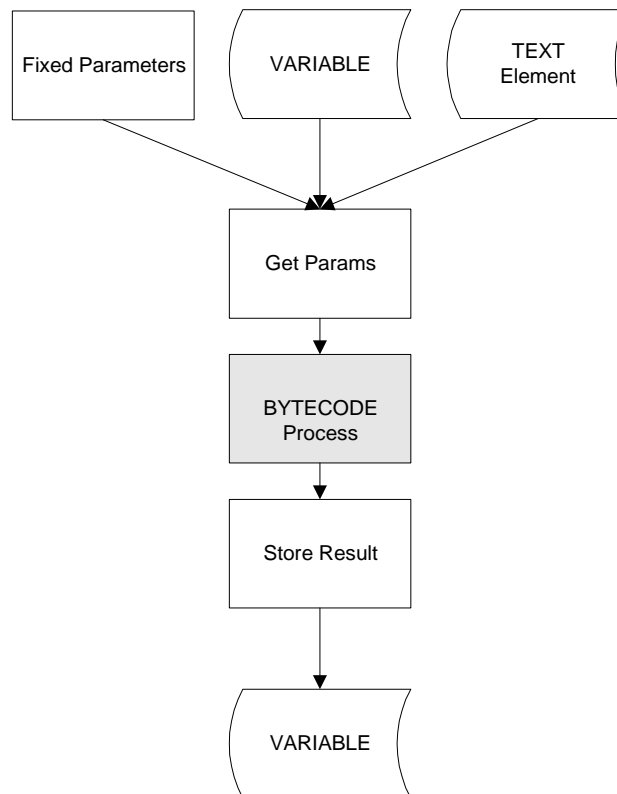 Fixed Parameters
VARIABLE
TEXT
Element
Get Params
BYTECODE
Process
Store Result
VARIABLE